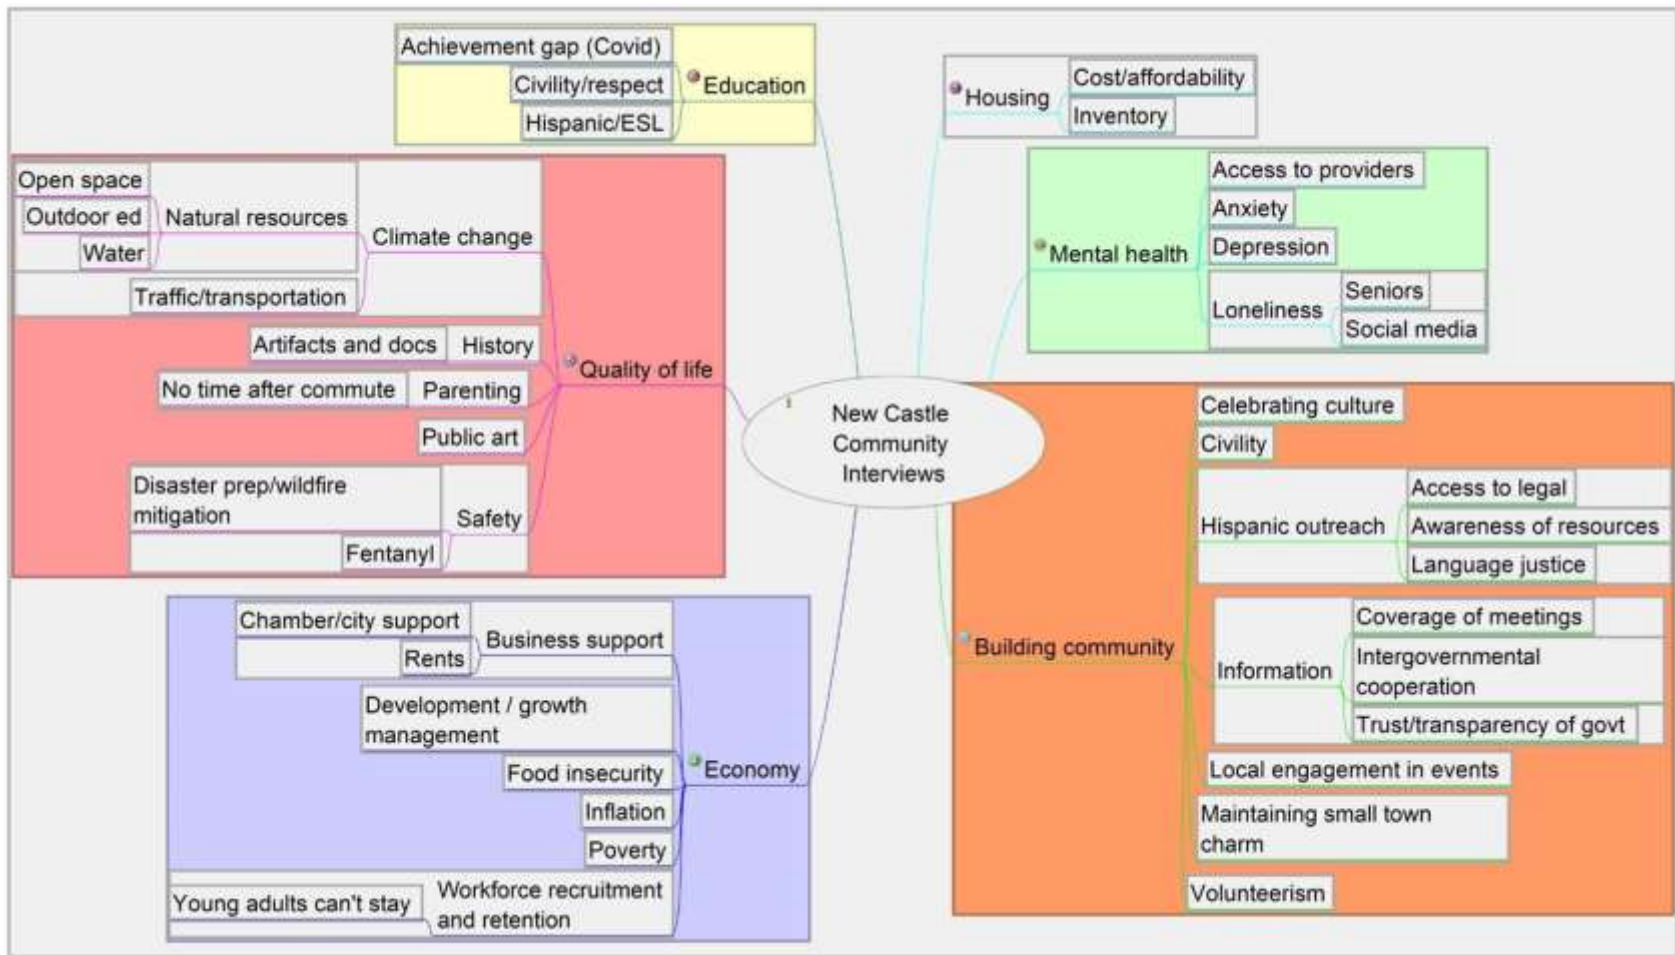 Achievement gap (Covid)
Civility/respect
Hispanic/ESL
Education
Housing
Cost/affordability
Inventory
Access to providers
Anxiety
Depression
Mental health
Loneliness
Seniors
Social media
Open space
Outdoor ed
Water
Natural resources
Climate change
Traffic/transportation
Artifacts and docs
History
Quality of life
No time after commute
Parenting
Public art
Disaster prep/wildfire
mitigation
Safety
Fentanyl
New Castle
Community
Interviews
Celebrating culture
Civility
Hispanic outreach
Access to legal
Awareness of resources
Language justice
Building community
Information
Coverage of meetings
Intergovernmental
cooperation
Trust/transparency of govt
Local engagement in events
Maintaining small town
charm
Volunteerism
Chamber/city support
Rents
Business support
Development / growth
management
Food insecurity
Economy
Inflation
Poverty
Young adults can't stay
Workforce recruitment
and retention